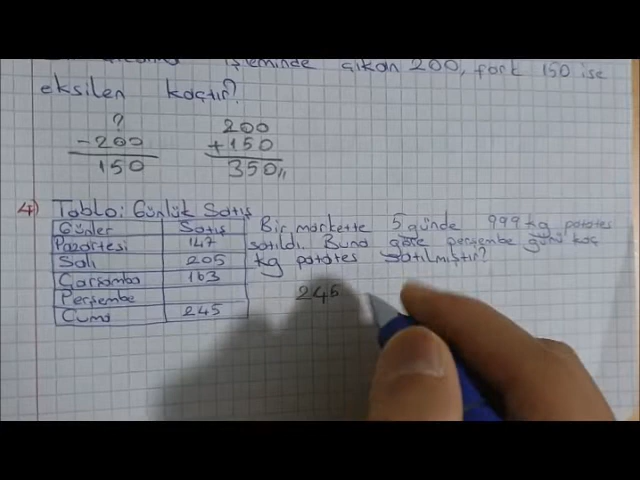 işleminde çıkan 200, fark 150 ise
eksilen kaçtır?
?
-200
150
200
+150
350,,
4) Tablo: Günlük Satış
Günler Satış
Pazartesi 147
Salı 205
Çarşamba 163
Perşembe
Cuma 245
Bir markette 5 günde 999 kg patates
satıldı. Buna göre perşembe günü kaç
kg patates satılmıştır?
245